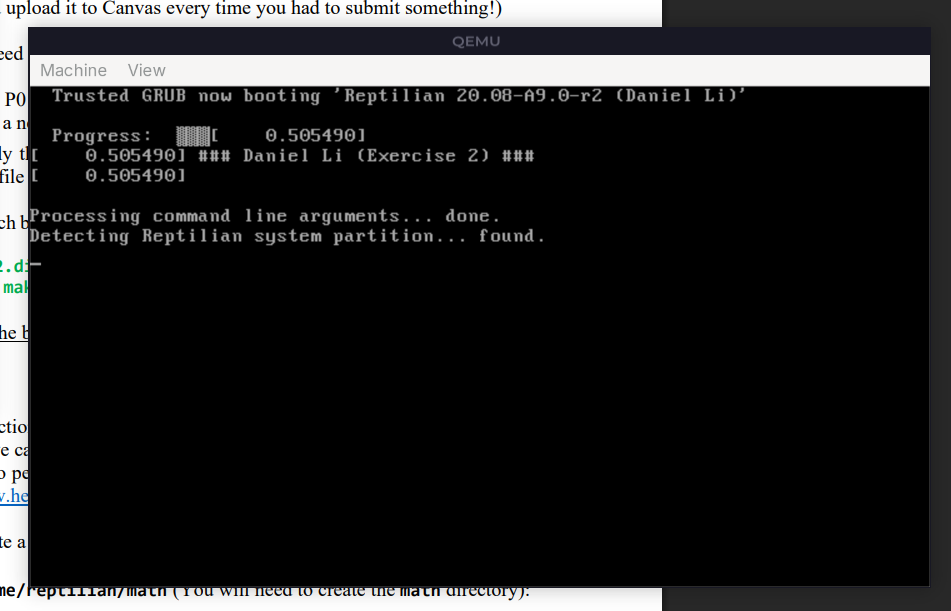 upload it to Canvas every time you had to submit something!)
QEMU
eed
Machine View
P0
Trusted GRUB now booting 'Reptilian 20.08-A9.0-r2 (Daniel Li)'
a n
Progress: ▒▒▒[ 0.505490]
ly th
[ 0.505490] ### Daniel Li (Exercise 2) ###
file
[ 0.505490]
ch b
Processing command line arguments... done.
Detecting Reptilian system partition... found.
2.di
mak
he b
ctio
e ca
o pe
v.he
te a
me/reptilian/math (You will need to create the math directory):